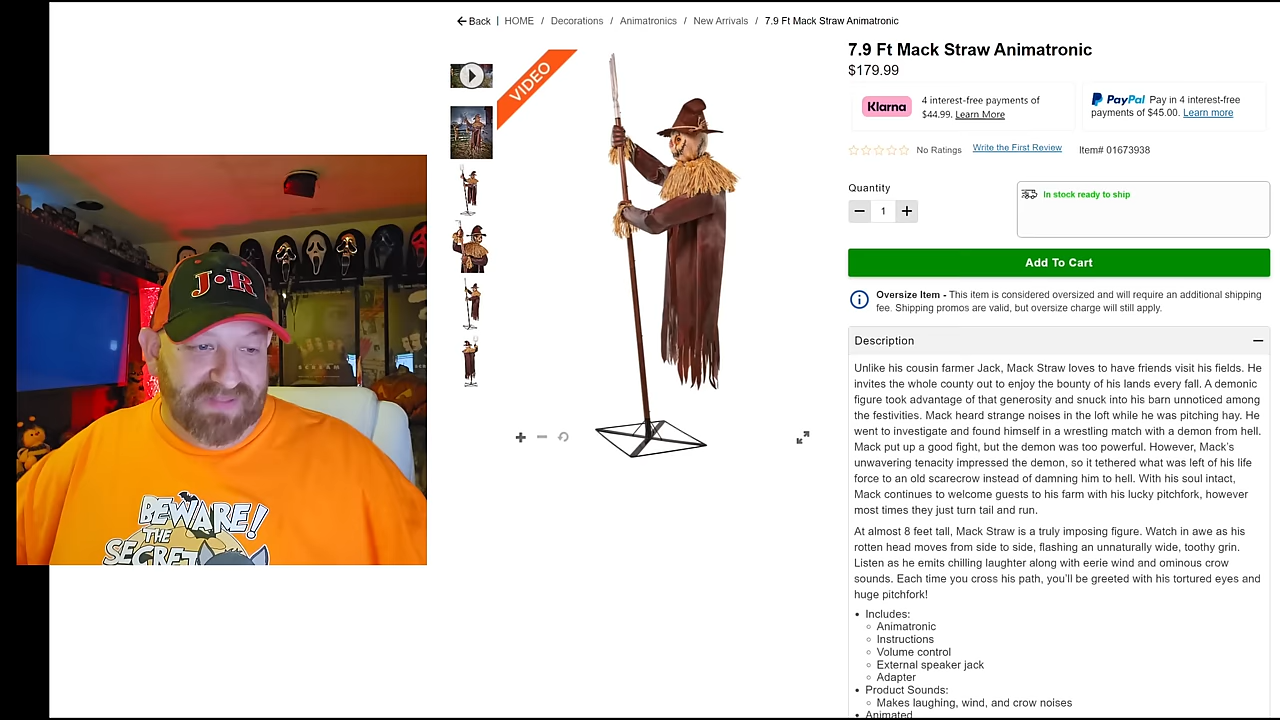 Back | HOME / Decorations / Animatronics / New Arrivals / 7.9 Ft Mack Straw Animatronic
VIDEO
7.9 Ft Mack Straw Animatronic
$179.99
Klarna
4 interest-free payments of
$44.99. Learn More
PayPal Pay in 4 interest-free
payments of $45.00. Learn more
No Ratings Write the First Review Item# 01673938
Quantity
1
In stock ready to ship
Add To Cart
Oversize Item - This item is considered oversized and will require an additional shipping
fee. Shipping promos are valid, but oversize charge will still apply.
Description
Unlike his cousin farmer Jack, Mack Straw loves to have friends visit his fields. He
invites the whole county out to enjoy the bounty of his lands every fall. A demonic
figure took advantage of that generosity and snuck into his barn unnoticed among
the festivities. Mack heard strange noises in the loft while he was pitching hay. He
went to investigate and found himself in a wrestling match with a demon from hell.
Mack put up a good fight, but the demon was too powerful. However, Mack's
unwavering tenacity impressed the demon, so it tethered what was left of his life
force to an old scarecrow instead of damning him to hell. With his soul intact,
Mack continues to welcome guests to his farm with his lucky pitchfork, however
most times they just turn tail and run.
At almost 8 feet tall, Mack Straw is a truly imposing figure. Watch in awe as his
rotten head moves from side to side, flashing an unnaturally wide, toothy grin.
Listen as he emits chilling laughter along with eerie wind and ominous crow
sounds. Each time you cross his path, you'll be greeted with his tortured eyes and
huge pitchfork!
Includes:
Animatronic
Instructions
Volume control
External speaker jack
Adapter
Product Sounds:
Makes laughing, wind, and crow noises
Animated
J·R
SCREAM
BEWARE!
THE
SECRET